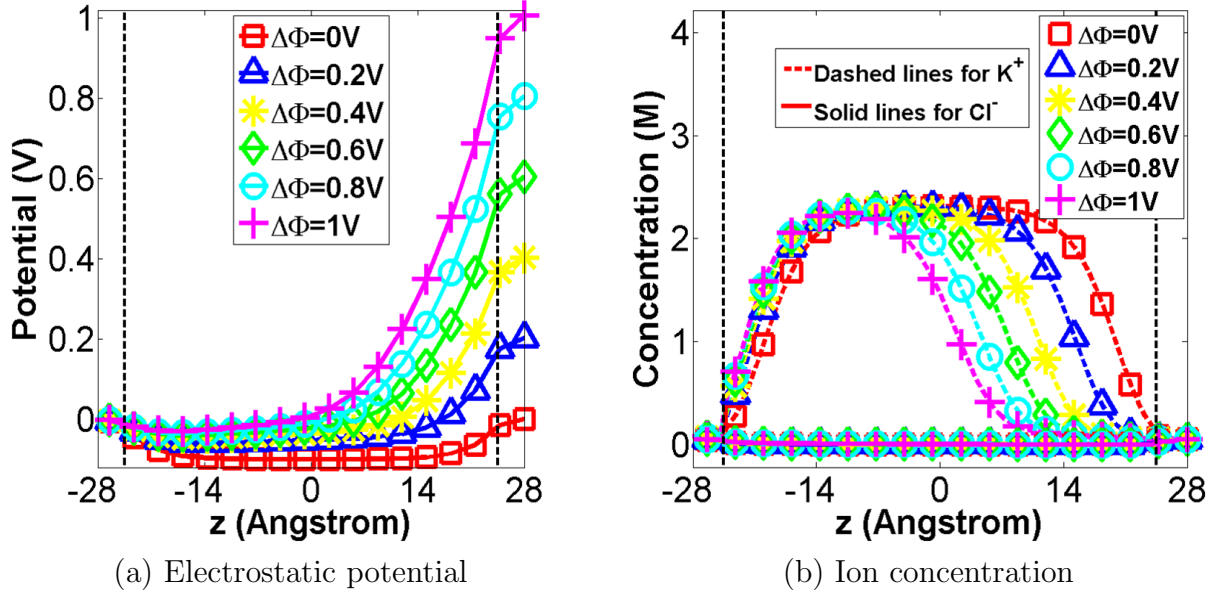 1
0.8
0.6
0.4
0.2
0
Potential (V)
ΔΦ=0V
ΔΦ=0.2V
ΔΦ=0.4V
ΔΦ=0.6V
ΔΦ=0.8V
ΔΦ=1V
-28 -14 0 14 28
z (Angstrom)
(a) Electrostatic potential
4
3
2
1
0
Concentration (M)
Dashed lines for K⁺
Solid lines for Cl⁻
ΔΦ=0V
ΔΦ=0.2V
ΔΦ=0.4V
ΔΦ=0.6V
ΔΦ=0.8V
ΔΦ=1V
-28 -14 0 14 28
z (Angstrom)
(b) Ion concentration